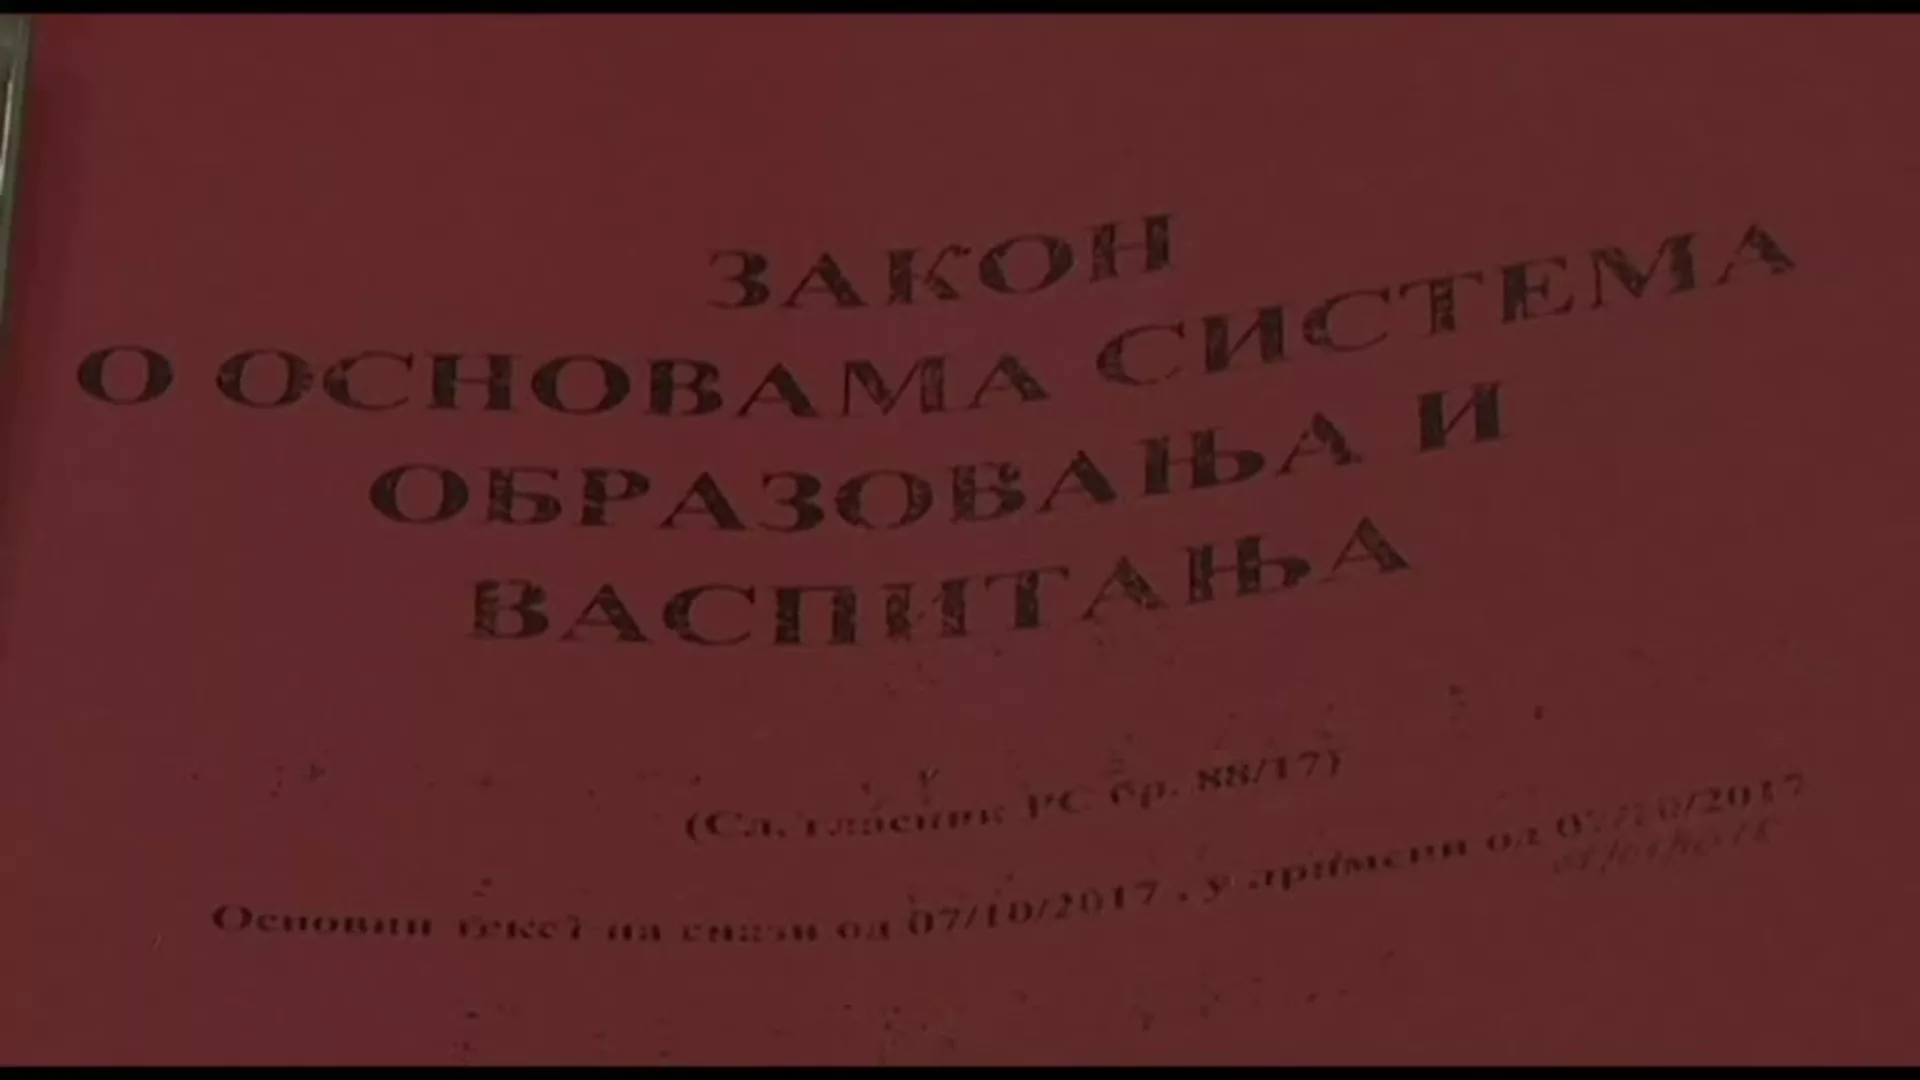 ЗАКОН
О ОСНОВАМА СИСТЕМА
ОБРАЗОВАЊА И
ВАСПИТАЊА
(Сл. гласник РС бр. 88/17)
Основни текст на снази од 07/10/2017 , у примени од 07/10/2017